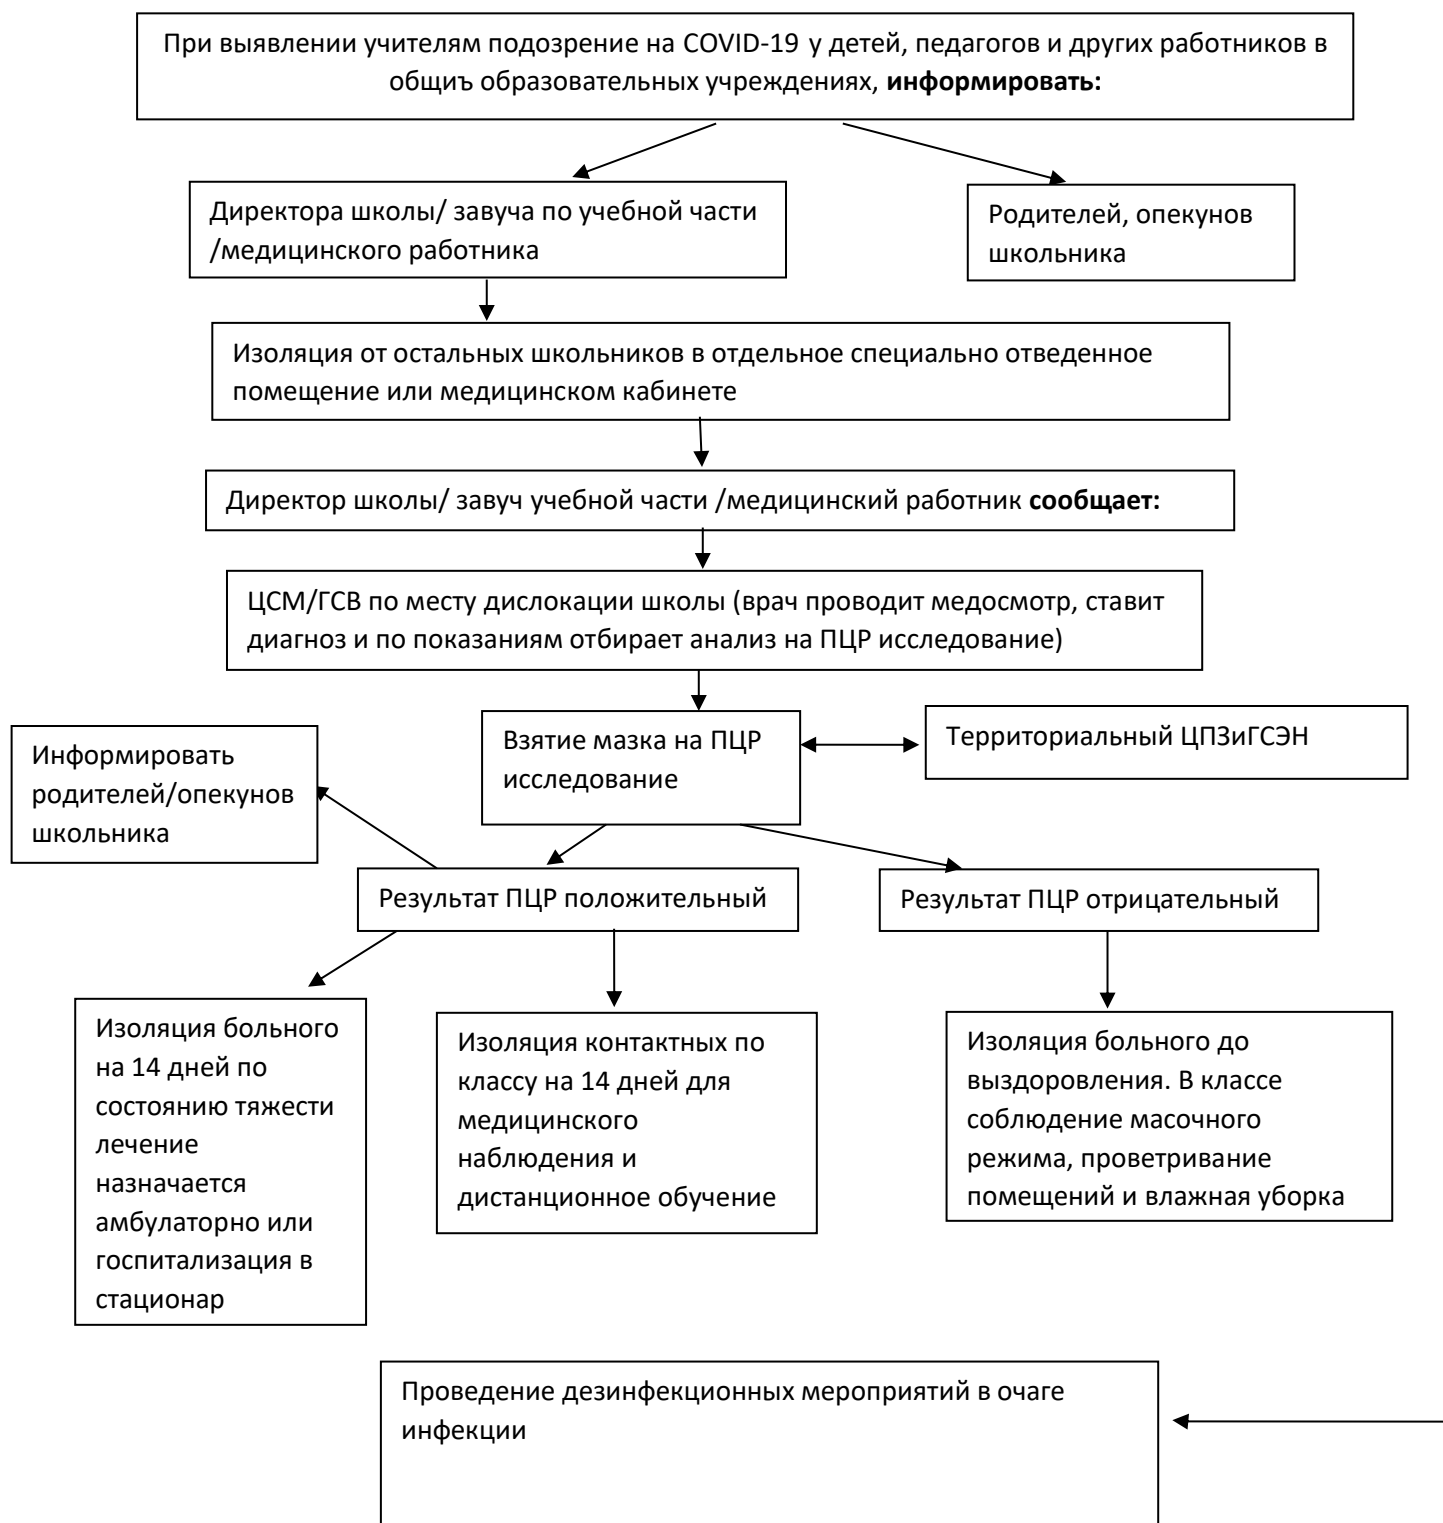 При выявлении учителям подозрение на COVID-19 у детей, педагогов и других работников в
общиъ образовательных учреждениях, информировать:
Директора школы/ завуча по учебной части
/медицинского работника
Родителей, опекунов
школьника
Изоляция от остальных школьников в отдельное специально отведенное
помещение или медицинском кабинете
Директор школы/ завуч учебной части /медицинский работник сообщает:
ЦСМ/ГСВ по месту дислокации школы (врач проводит медосмотр, ставит
диагноз и по показаниям отбирает анализ на ПЦР исследование)
Взятие мазка на ПЦР
исследование
Территориальный ЦПЗиГСЭН
Информировать
родителей/опекунов
школьника
Результат ПЦР положительный
Результат ПЦР отрицательный
Изоляция больного
на 14 дней по
состоянию тяжести
лечение
назначается
амбулаторно или
госпитализация в
стационар
Изоляция контактных по
классу на 14 дней для
медицинского
наблюдения и
дистанционное обучение
Изоляция больного до
выздоровления. В классе
соблюдение масочного
режима, проветривание
помещений и влажная уборка
Проведение дезинфекционных мероприятий в очаге
инфекции